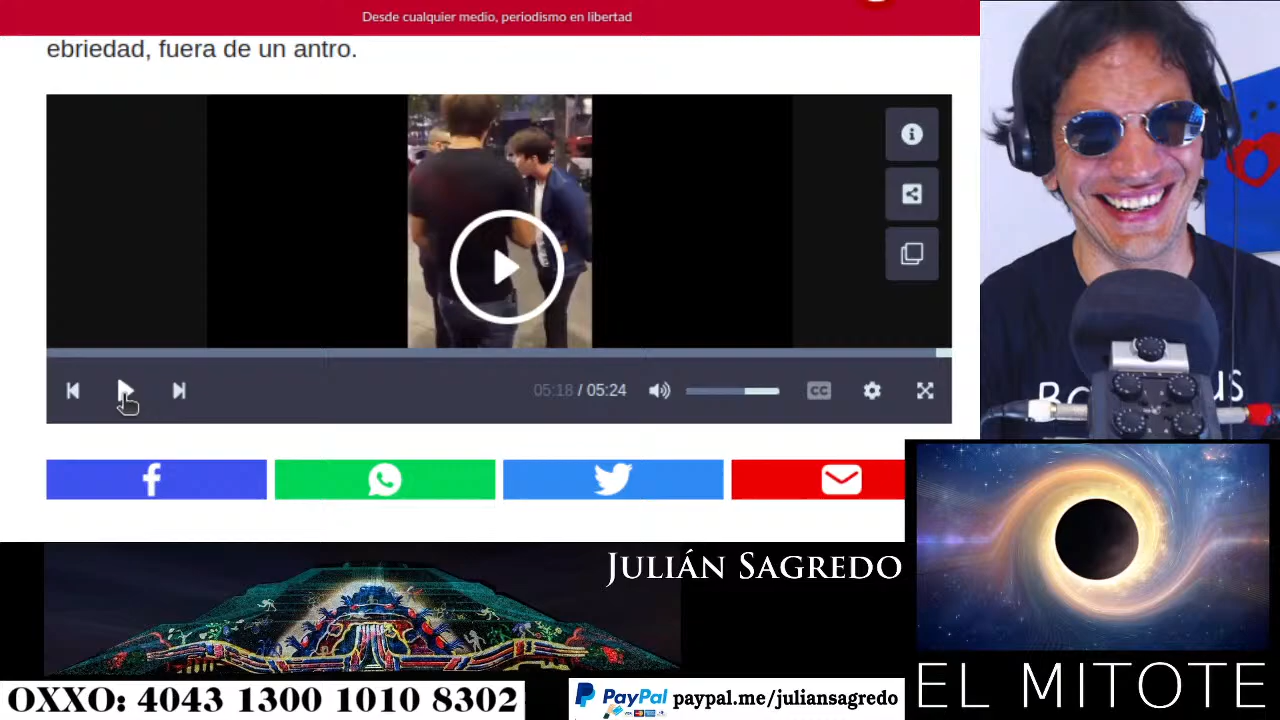 Desde cualquier medio, periodismo en libertad
ebriedad, fuera de un antro.
05:18 / 05:24
CC
JULIÁN SAGREDO
EL MITOTE
OXXO: 4043 1300 1010 8302
PayPal paypal.me/juliansagredo